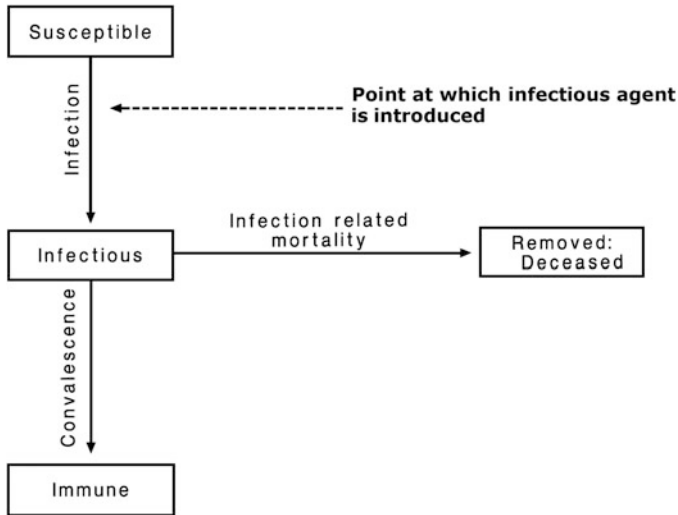 Susceptible
Infection
Point at which infectious agent
is introduced
Infectious
Infection related
mortality
Removed:
Deceased
Convalescence
Immune